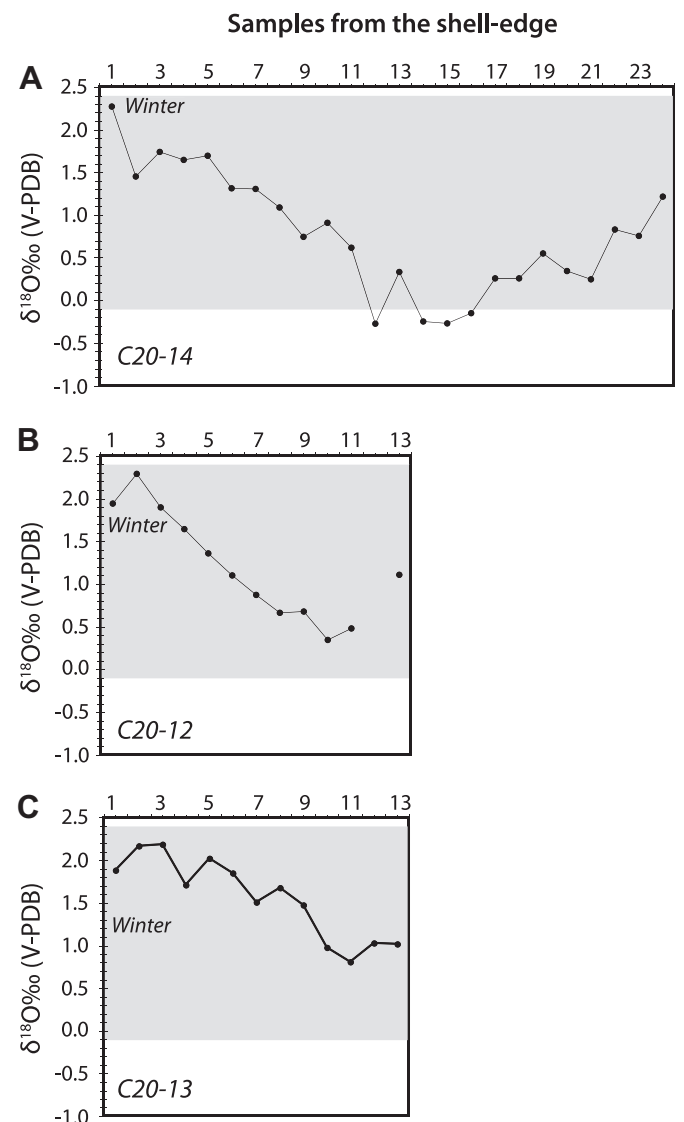 Samples from the shell-edge
A
1 3 5 7 9 11 13 15 17 19 21 23
2.5
2.0
1.5
1.0
0.5
0.0
-0.5
-1.0
δ¹⁸O‰ (V-PDB)
Winter
C20-14
B
1 3 5 7 9 11 13
2.5
2.0
1.5
1.0
0.5
0.0
-0.5
-1.0
δ¹⁸O‰ (V-PDB)
Winter
C20-12
C
1 3 5 7 9 11 13
2.5
2.0
1.5
1.0
0.5
0.0
-0.5
-1.0
δ¹⁸O‰ (V-PDB)
Winter
C20-13